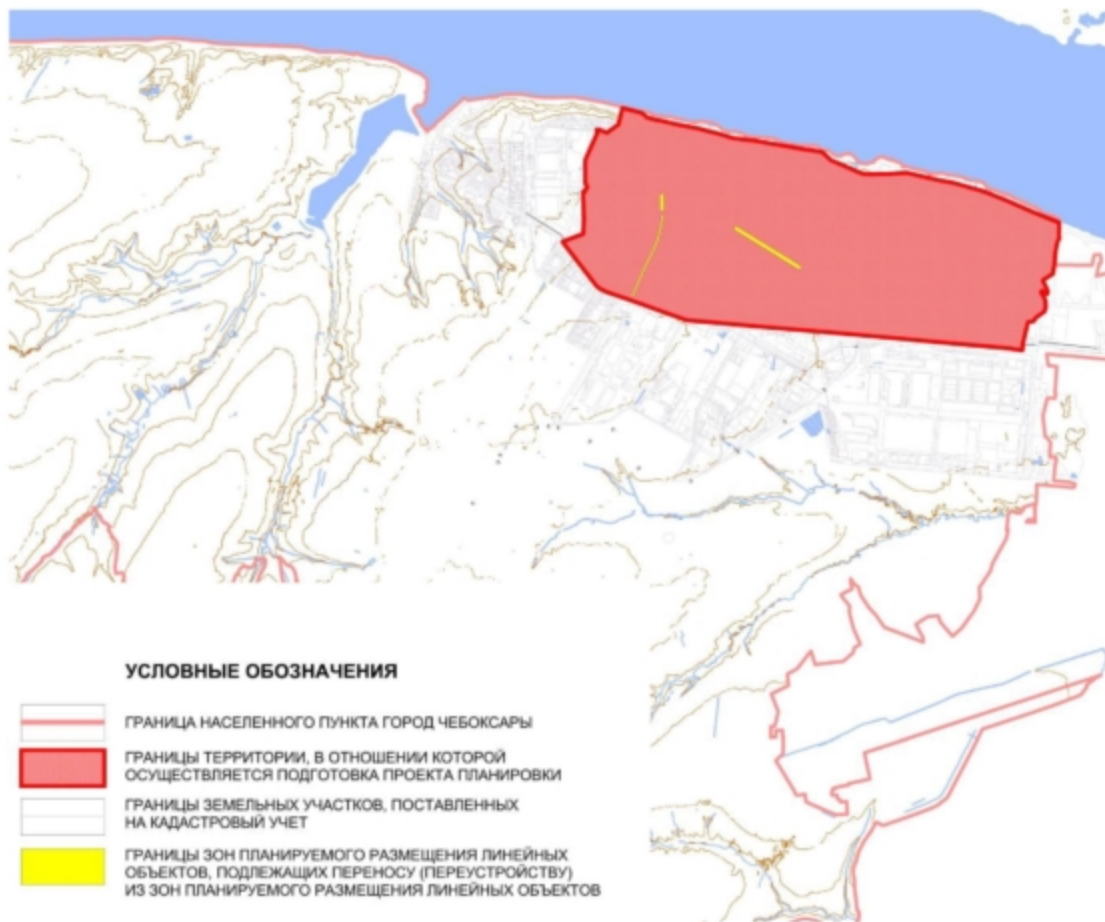 УСЛОВНЫЕ ОБОЗНАЧЕНИЯ
ГРАНИЦА НАСЕЛЕННОГО ПУНКТА ГОРОД ЧЕБОКСАРЫ
ГРАНИЦЫ ТЕРРИТОРИИ, В ОТНОШЕНИИ КОТОРОЙ
ОСУЩЕСТВЛЯЕТСЯ ПОДГОТОВКА ПРОЕКТА ПЛАНИРОВКИ
ГРАНИЦЫ ЗЕМЕЛЬНЫХ УЧАСТКОВ, ПОСТАВЛЕННЫХ
НА КАДАСТРОВЫЙ УЧЕТ
ГРАНИЦЫ ЗОН ПЛАНИРУЕМОГО РАЗМЕЩЕНИЯ ЛИНЕЙНЫХ
ОБЪЕКТОВ, ПОДЛЕЖАЩИХ ПЕРЕНОСУ (ПЕРЕУСТРОЙСТВУ)
ИЗ ЗОН ПЛАНИРУЕМОГО РАЗМЕЩЕНИЯ ЛИНЕЙНЫХ ОБЪЕКТОВ